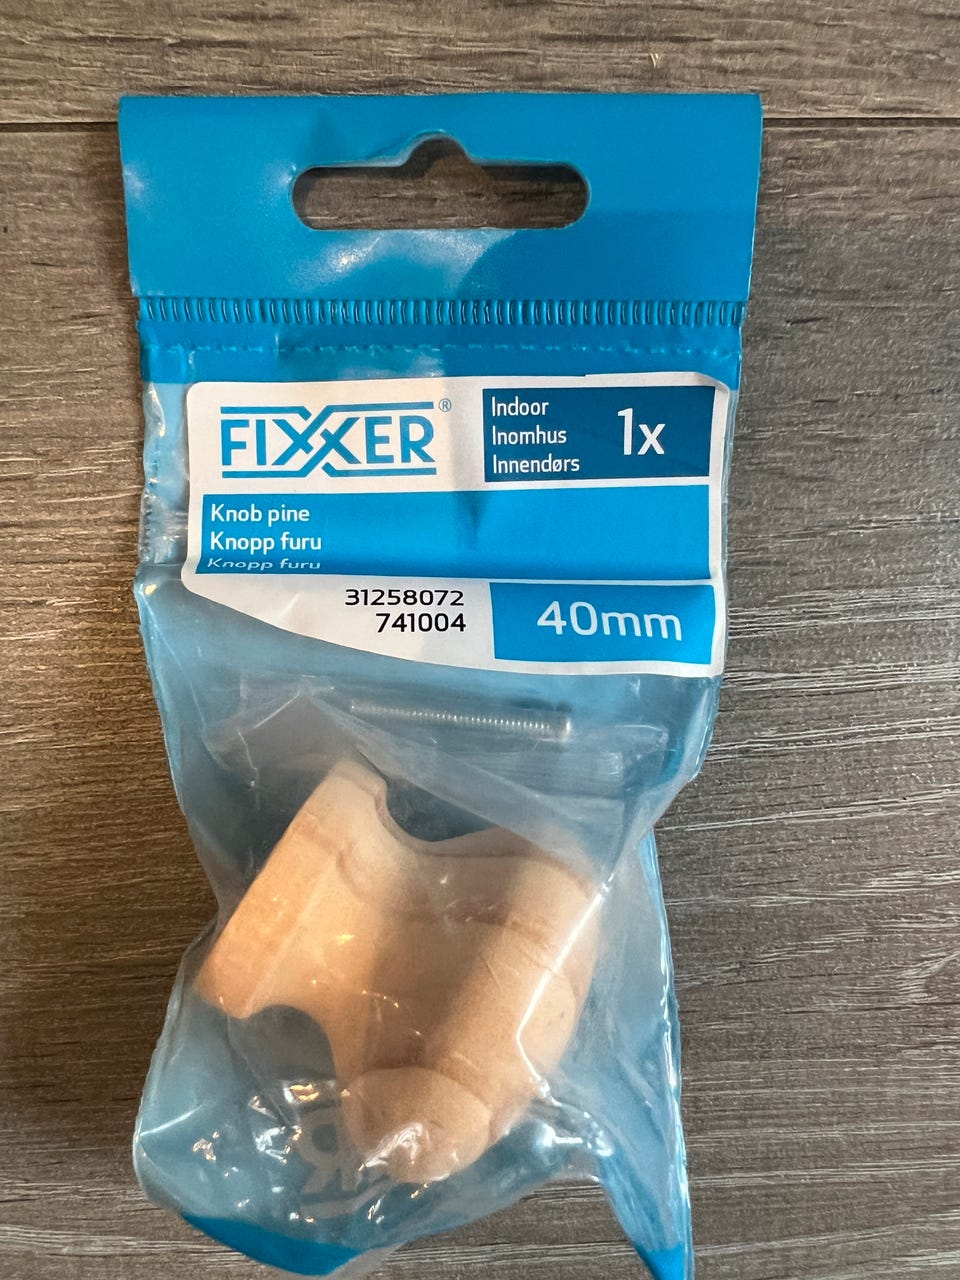 FIXXER®
Indoor
Inomhus
Innendørs
1x
Knob pine
Knopp furu
Knopp furu
31258072
741004
40mm